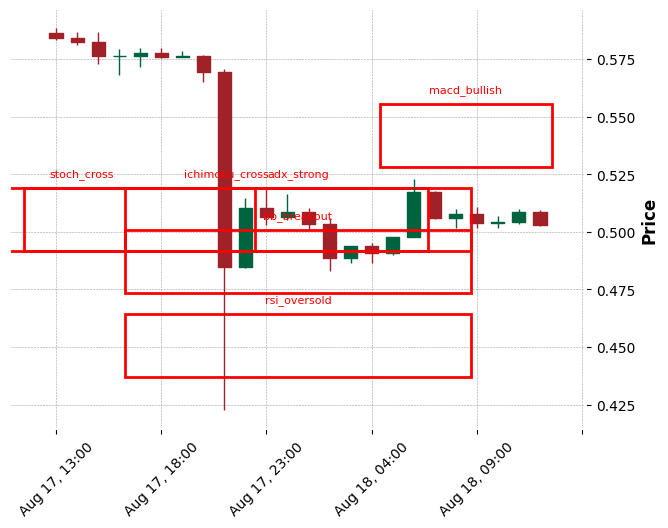 macd_bullish
stoch_cross
ichimoku_cross
adx_strong
bb_breakout
rsi_oversold
0.575
0.550
0.525
0.500
0.475
0.450
0.425
Price
Aug 17, 13:00
Aug 17, 18:00
Aug 17, 23:00
Aug 18, 04:00
Aug 18, 09:00